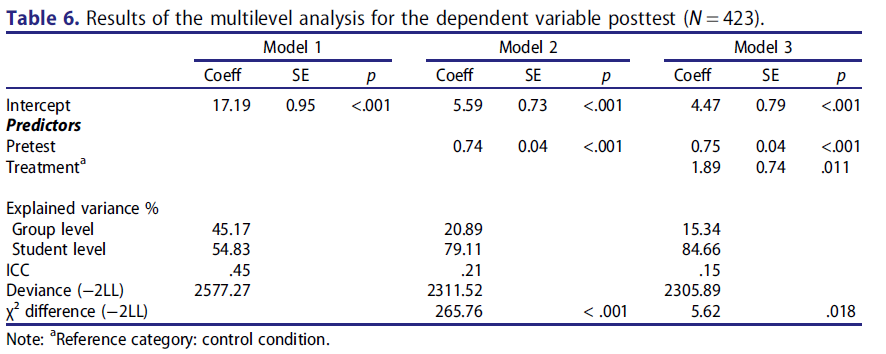 Table 6. Results of the multilevel analysis for the dependent variable posttest (N = 423).
Model 1 Model 2 Model 3
Coeff SE p Coeff SE p Coeff SE p
Intercept 17.19 0.95 <.001 5.59 0.73 <.001 4.47 0.79 <.001
Predictors
Pretest 0.74 0.04 <.001 0.75 0.04 <.001
Treatmentᵃ 1.89 0.74 .011
Explained variance %
Group level 45.17 20.89 15.34
Student level 54.83 79.11 84.66
ICC .45 .21 .15
Deviance (−2LL) 2577.27 2311.52 2305.89
χ² difference (−2LL) 265.76 < .001 5.62 .018
Note: ᵃReference category: control condition.